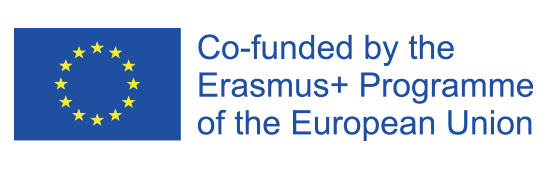 Co-funded by the
Erasmus+ Programme
of the European Union